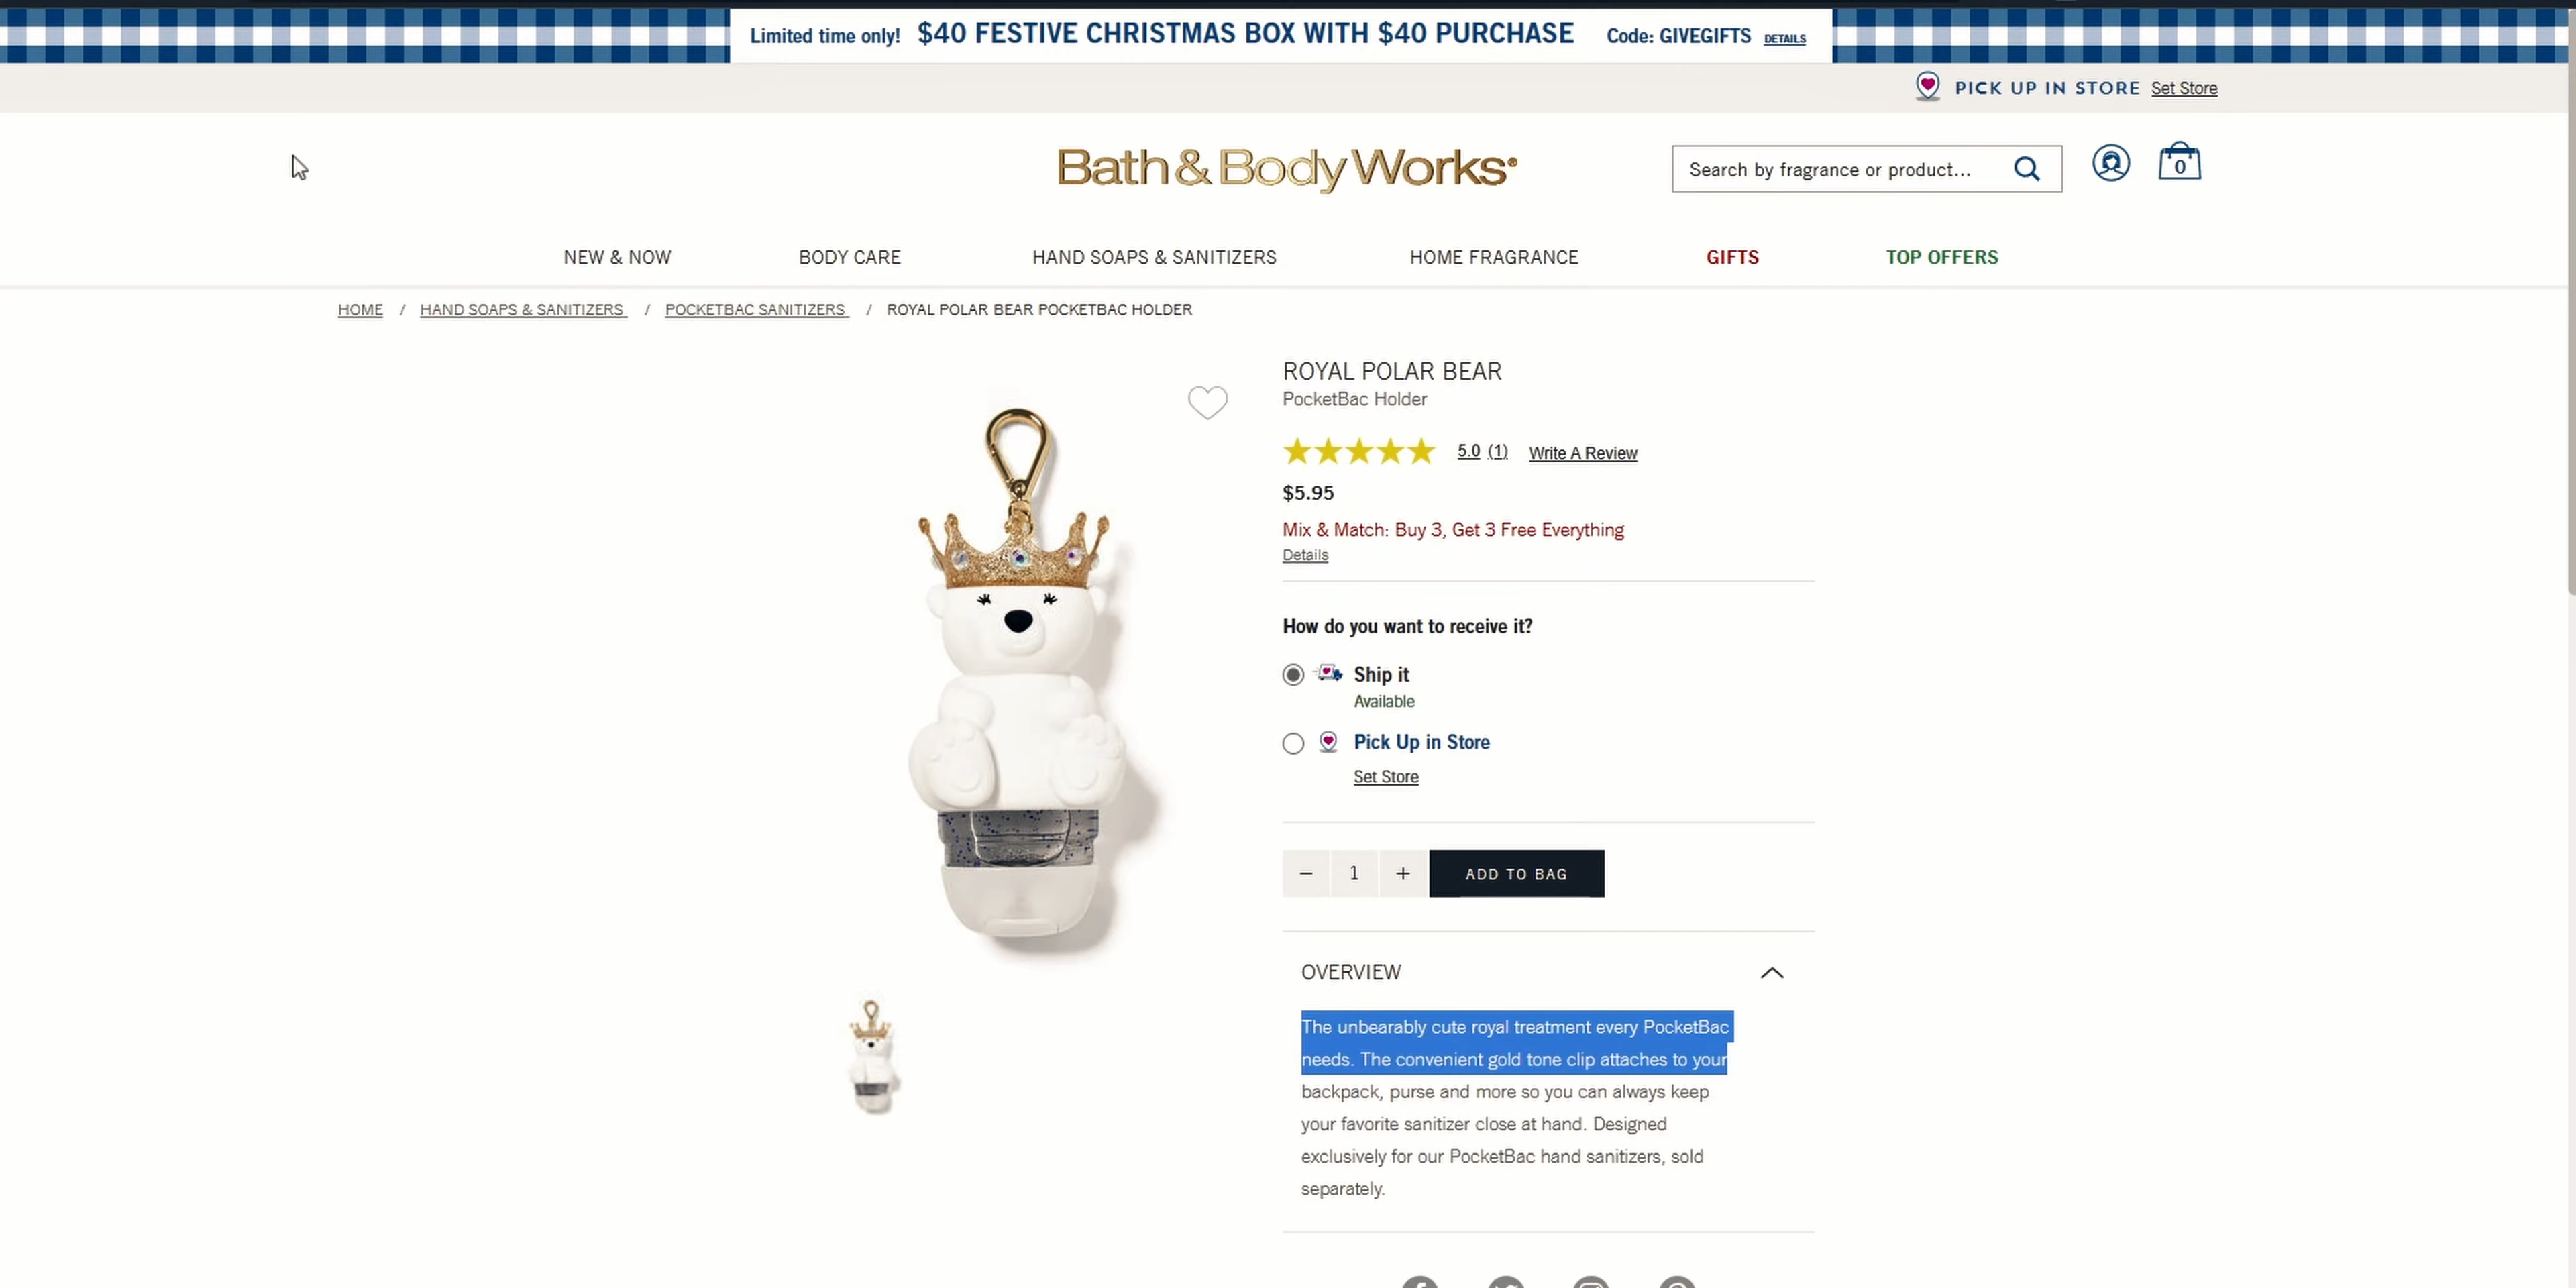 Limited time only! $40 FESTIVE CHRISTMAS BOX WITH $40 PURCHASE Code: GIVEGIFTS DETAILS
PICK UP IN STORE Set Store
Bath & Body Works®
Search by fragrance or product...
0
NEW & NOW BODY CARE HAND SOAPS & SANITIZERS HOME FRAGRANCE GIFTS TOP OFFERS
HOME / HAND SOAPS & SANITIZERS / POCKETBAC SANITIZERS / ROYAL POLAR BEAR POCKETBAC HOLDER
ROYAL POLAR BEAR
PocketBac Holder
5.0 (1) Write A Review
$5.95
Mix & Match: Buy 3, Get 3 Free Everything
Details
How do you want to receive it?
Ship it
Available
Pick Up in Store
Set Store
− 1 + ADD TO BAG
OVERVIEW
The unbearably cute royal treatment every PocketBac
needs. The convenient gold tone clip attaches to your
backpack, purse and more so you can always keep
your favorite sanitizer close at hand. Designed
exclusively for our PocketBac hand sanitizers, sold
separately.